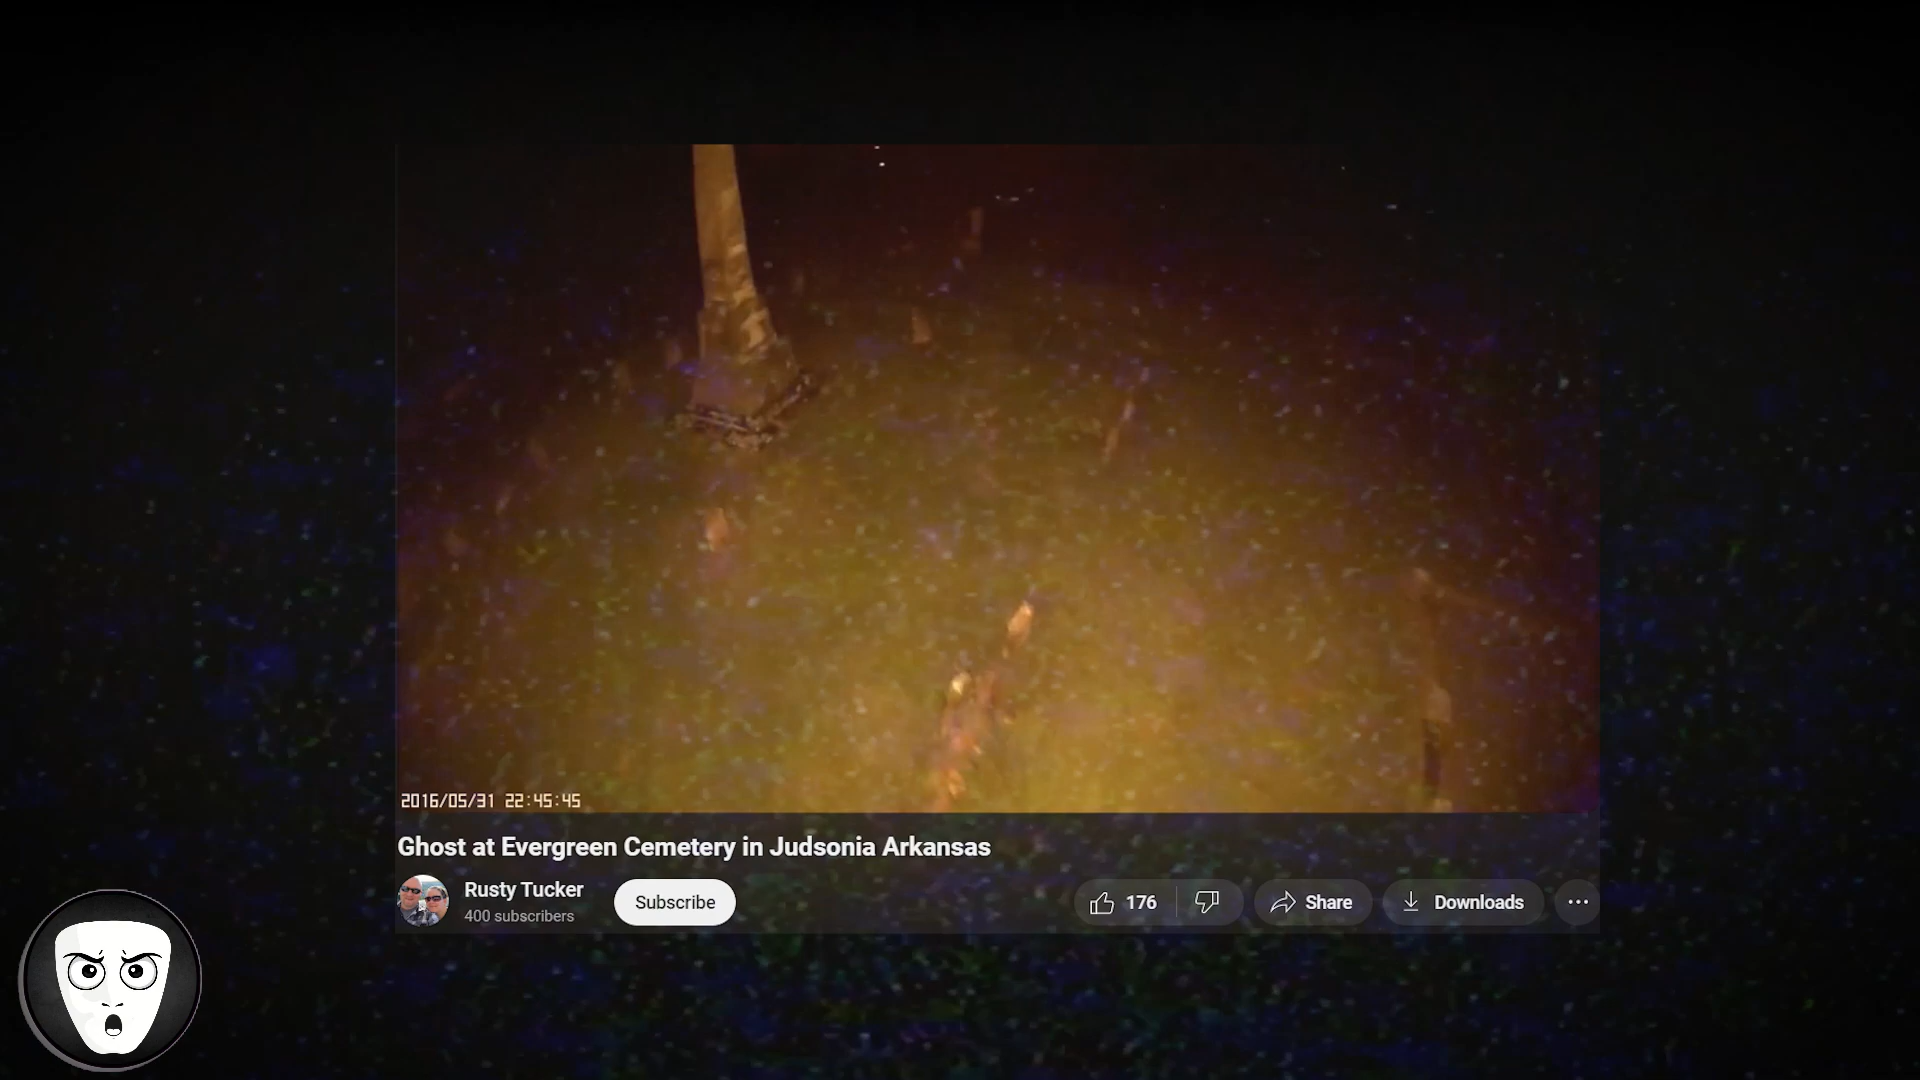 2016/05/31 22:45:45
Ghost at Evergreen Cemetery in Judsonia Arkansas
Rusty Tucker
400 subscribers
Subscribe
176
Share
Downloads